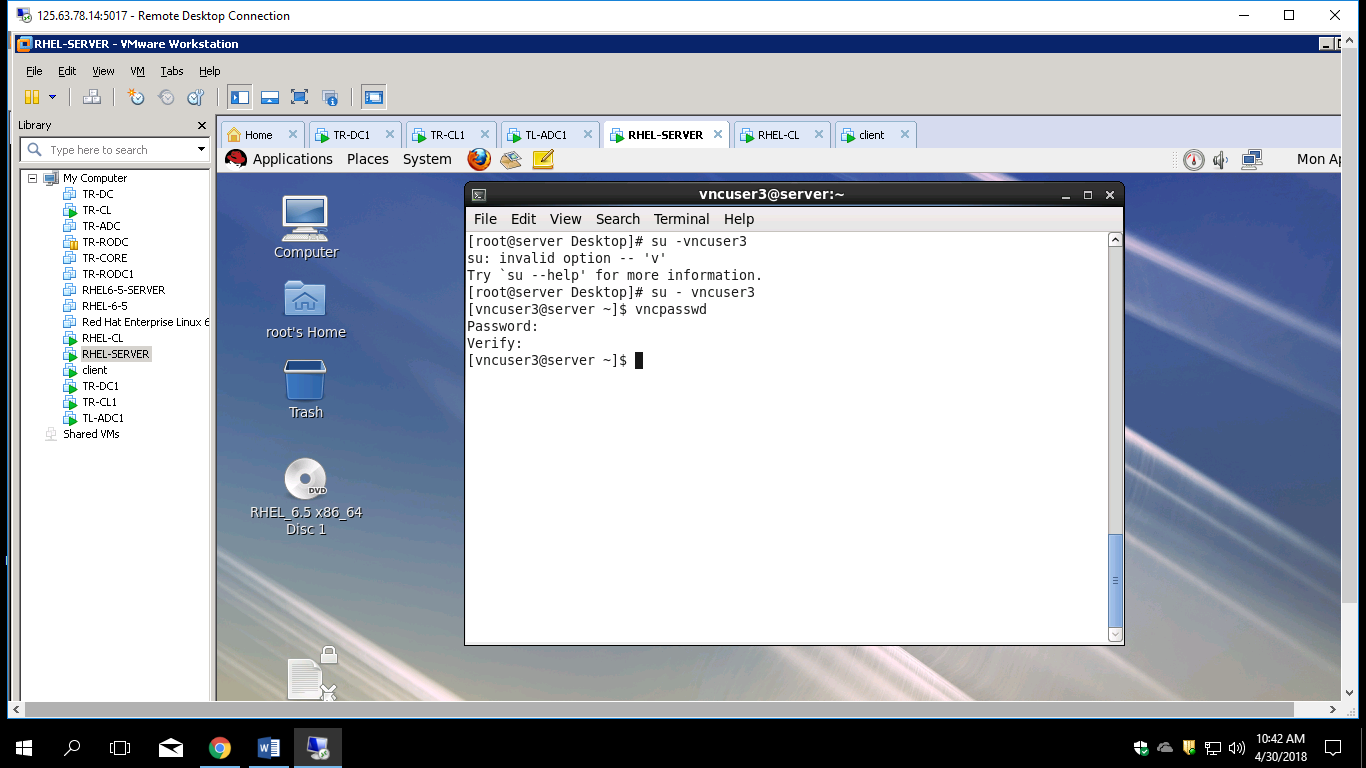 125.63.78.14:5017 - Remote Desktop Connection
RHEL-SERVER - VMware Workstation
File Edit View VM Tabs Help
Library
Type here to search
My Computer
TR-DC
TR-CL
TR-ADC
TR-RODC
TR-CORE
TR-RODC1
RHEL6-5-SERVER
RHEL-6-5
Red Hat Enterprise Linux 6
RHEL-CL
RHEL-SERVER
client
TR-DC1
TR-CL1
TL-ADC1
Shared VMs
Home TR-DC1 TR-CL1 TL-ADC1 RHEL-SERVER RHEL-CL client
Applications Places System Mon Ap
Computer
root's Home
Trash
DVD
RHEL_6.5 x86_64
Disc 1
vncuser3@server:~
File Edit View Search Terminal Help
[root@server Desktop]# su -vncuser3
su: invalid option -- 'v'
Try `su --help' for more information.
[root@server Desktop]# su - vncuser3
[vncuser3@server ~]$ vncpasswd
Password:
Verify:
[vncuser3@server ~]$
10:42 AM
4/30/2018